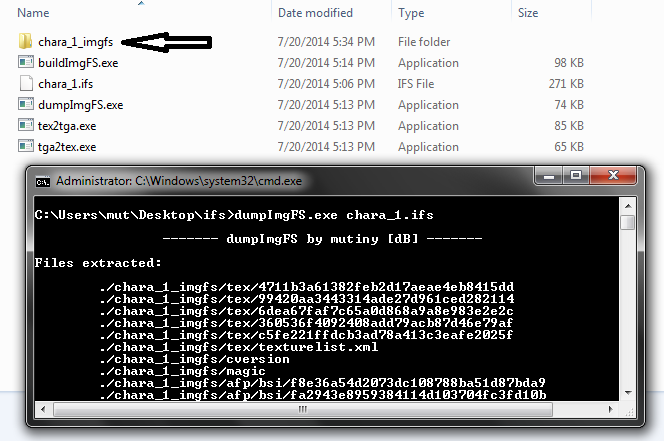 Name Date modified Type Size
chara_1_imgfs 7/20/2014 5:34 PM File folder
buildImgFS.exe 7/20/2014 5:14 PM Application 98 KB
chara_1.ifs 7/20/2014 5:06 PM IFS File 271 KB
dumpImgFS.exe 7/20/2014 5:13 PM Application 74 KB
tex2tga.exe 7/20/2014 5:13 PM Application 85 KB
tga2tex.exe 7/20/2014 5:13 PM Application 65 KB
Administrator: C:\Windows\system32\cmd.exe
C:\Users\mut\Desktop\ifs>dumpImgFS.exe chara_1.ifs
------- dumpImgFS by mutiny [dB] -------
Files extracted:
./chara_1_imgfs/tex/4711b3a61382feb2d17aeae4eb8415dd
./chara_1_imgfs/tex/99420aa3443314ade27d961ced282114
./chara_1_imgfs/tex/6dea67faf7c65a0d868a9a8e983e2e2c
./chara_1_imgfs/tex/360536f4092408add79acb87d46e79af
./chara_1_imgfs/tex/c5fe221ffdcb3ad78a413c3eafe2025f
./chara_1_imgfs/tex/texturelist.xml
./chara_1_imgfs/cversion
./chara_1_imgfs/magic
./chara_1_imgfs/afp/bsi/f8e36a54d2073dc108788ba51d87bda9
./chara_1_imgfs/afp/bsi/fa2943e8959384114d103704fc3fd10b